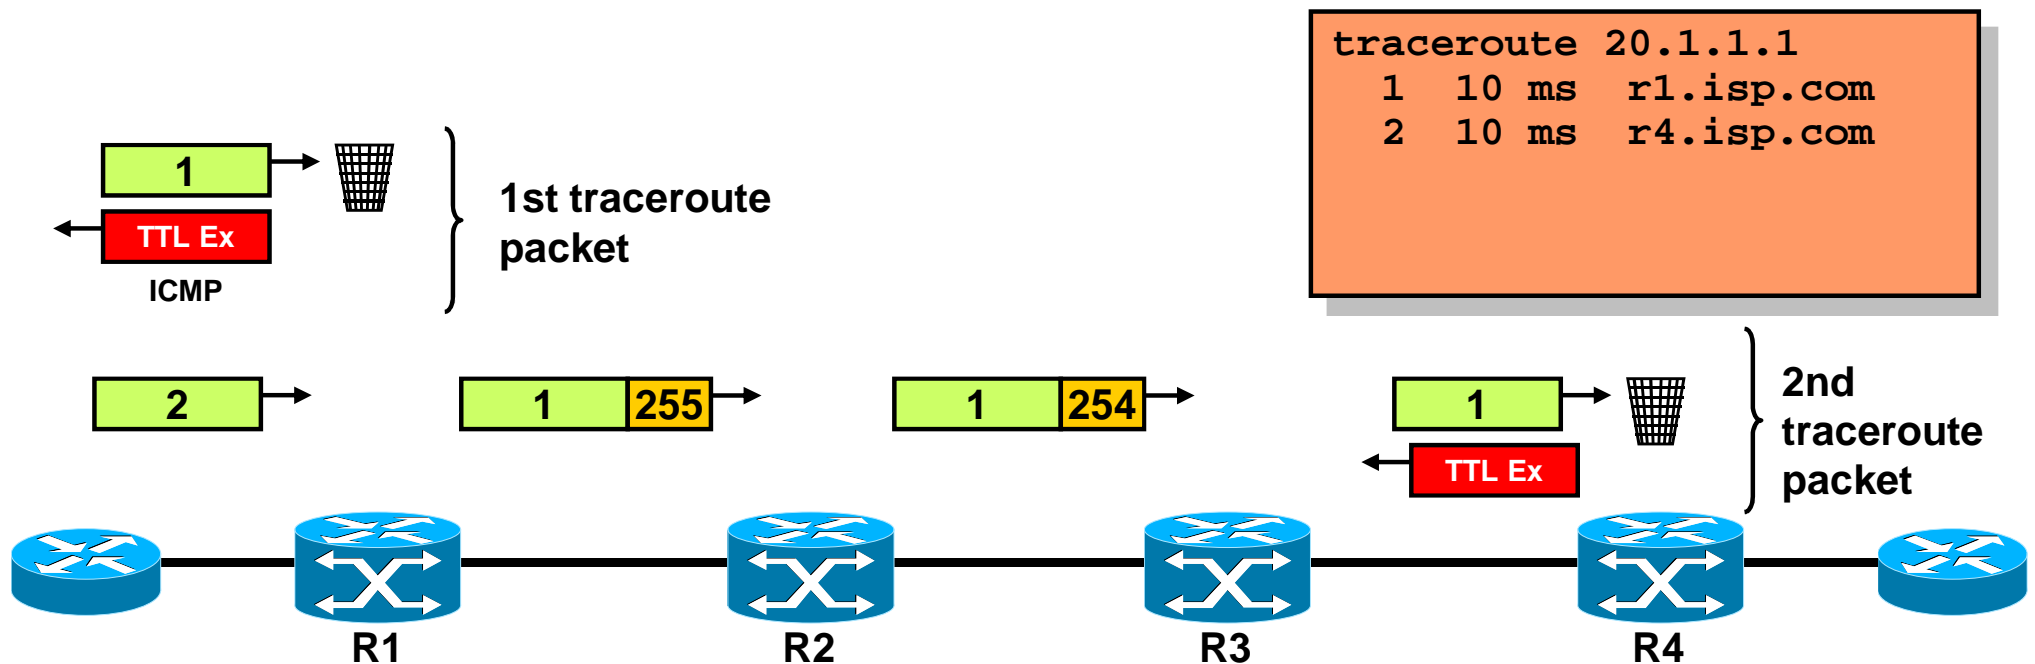 traceroute 20.1.1.1
1 10 ms r1.isp.com
2 10 ms r4.isp.com
1
TTL Ex
ICMP
1st traceroute
packet
2
1 255
1 254
1
TTL Ex
2nd
traceroute
packet
R1
R2
R3
R4